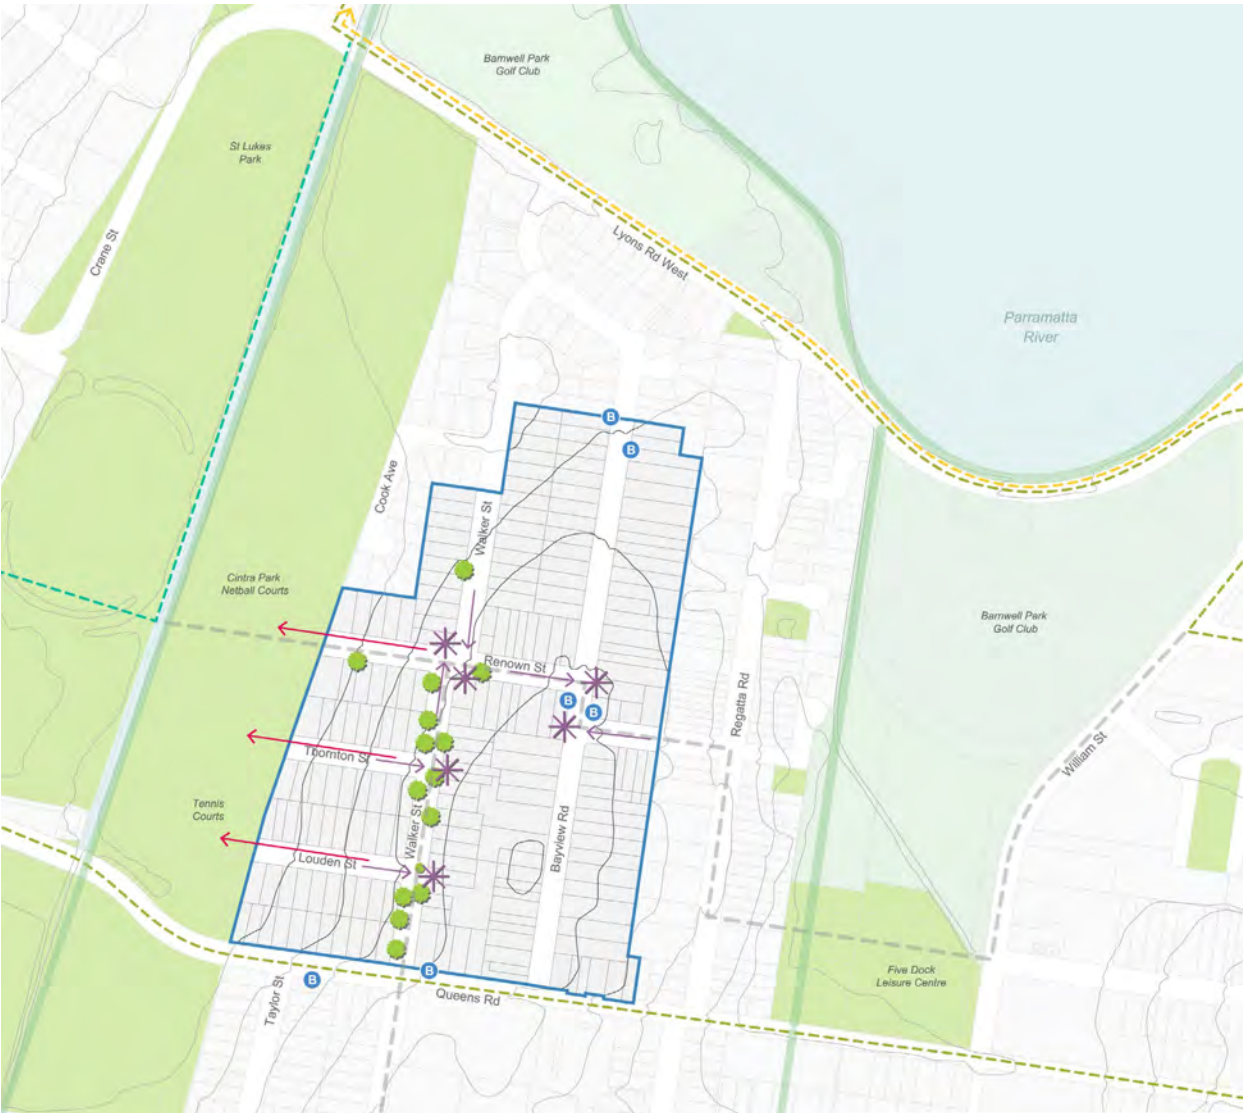 Barnwell Park
Golf Club
St Lukes
Park
Crane St
Lyons Rd West
Parramatta
River
B
B
Cook Ave
Walker St
Cintra Park
Netball Courts
Barnwell Park
Golf Club
Renown St
B
B
Regatta Rd
Thornton St
William St
Tennis
Courts
Walker St
Bayview Rd
Louden St
B
B
Five Dock
Leisure Centre
Taylor St
Queens Rd